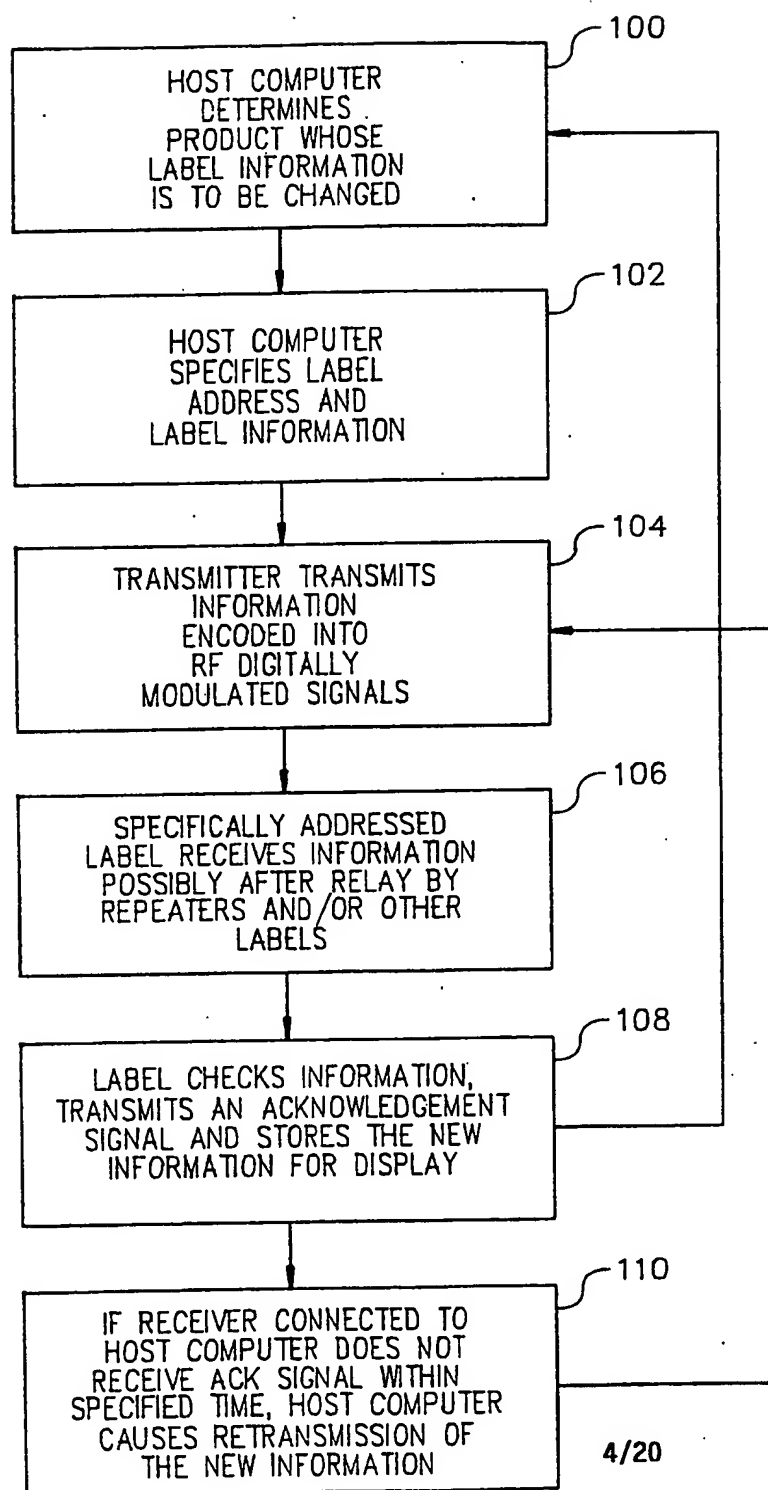 100
HOST COMPUTER
DETERMINES
PRODUCT WHOSE
LABEL INFORMATION
IS TO BE CHANGED
102
HOST COMPUTER
SPECIFIES LABEL
ADDRESS AND
LABEL INFORMATION
104
TRANSMITTER TRANSMITS
INFORMATION
ENCODED INTO
RF DIGITALLY
MODULATED SIGNALS
106
SPECIFICALLY ADDRESSED
LABEL RECEIVES INFORMATION
POSSIBLY AFTER RELAY BY
REPEATERS AND/OR OTHER
LABELS
108
LABEL CHECKS INFORMATION,
TRANSMITS AN ACKNOWLEDGEMENT
SIGNAL AND STORES THE NEW
INFORMATION FOR DISPLAY
110
IF RECEIVER CONNECTED TO
HOST COMPUTER DOES NOT
RECEIVE ACK SIGNAL WITHIN
SPECIFIED TIME, HOST COMPUTER
CAUSES RETRANSMISSION OF
THE NEW INFORMATION
4/20